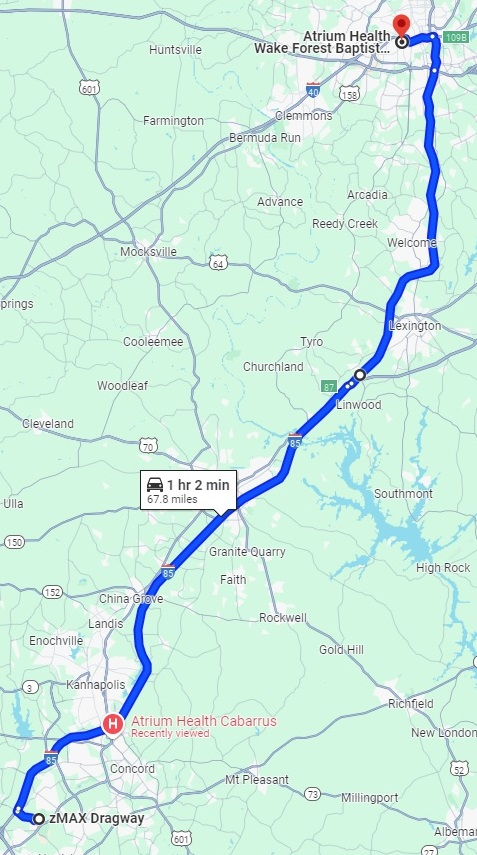 Atrium Health
Wake Forest Baptist...
109B
Huntsville
40
158
601
Clemmons
Farmington
Bermuda Run
Advance
Arcadia
Reedy Creek
Welcome
Mocksville
64
prings
Lexington
Cooleemee
Tyro
Churchland
Woodleaf
87
Linwood
Cleveland
70
85
1 hr 2 min
67.8 miles
Southmont
Ulla
150
Granite Quarry
High Rock
Faith
85
152
China Grove
Rockwell
Landis
Enochville
Gold Hill
Kannapolis
3
Richfield
Atrium Health Cabarrus
Recently viewed
H
New London
85
Concord
52
Mt Pleasant
73
Millingport
zMAX Dragway
601
Albemar
27